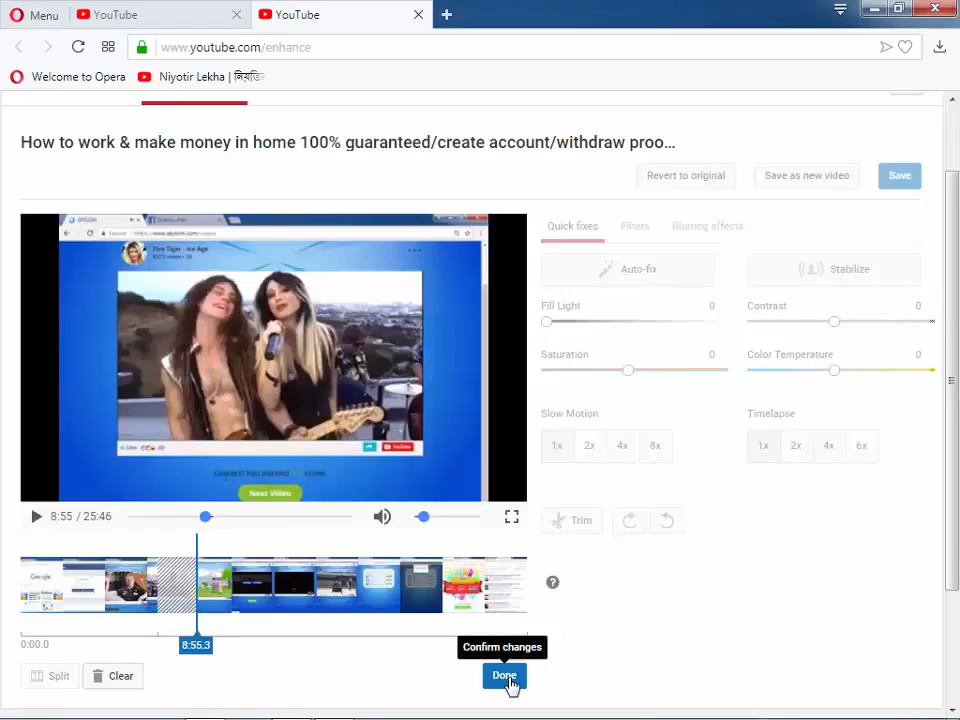 Menu
YouTube
YouTube
www.youtube.com/enhance
Welcome to Opera
Niyotir Lekha |
How to work & make money in home 100% guaranteed/create account/withdraw proo...
Revert to original
Save as new video
Save
Quick fixes
Filters
Blurring effects
Auto-fix
Stabilize
Fill Light 0
Contrast 0
Saturation 0
Color Temperature 0
Slow Motion
Timelapse
1x 2x 4x 8x
1x 2x 4x 6x
YouTube
Next Video
8:55 / 25:46
Trim
Google
?
0:00.0
8:55.3
Confirm changes
Split
Clear
Done